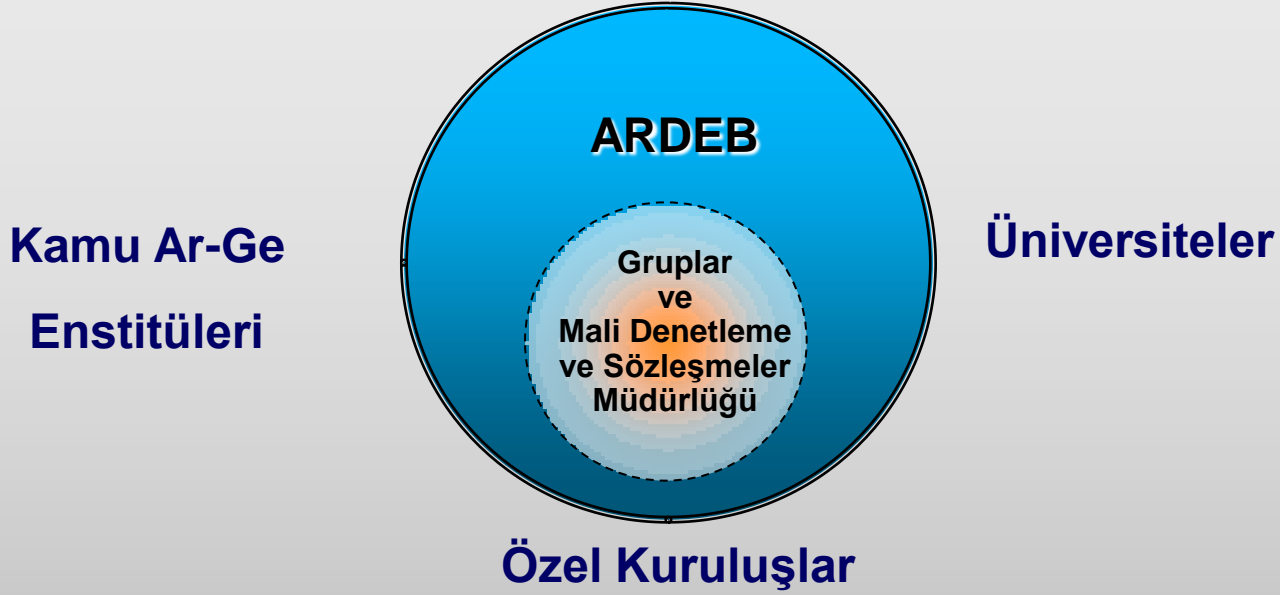 ARDEB
Kamu Ar-Ge
Enstitüleri
Gruplar
ve
Mali Denetleme
ve Sözleşmeler
Müdürlüğü
Üniversiteler
Özel Kuruluşlar